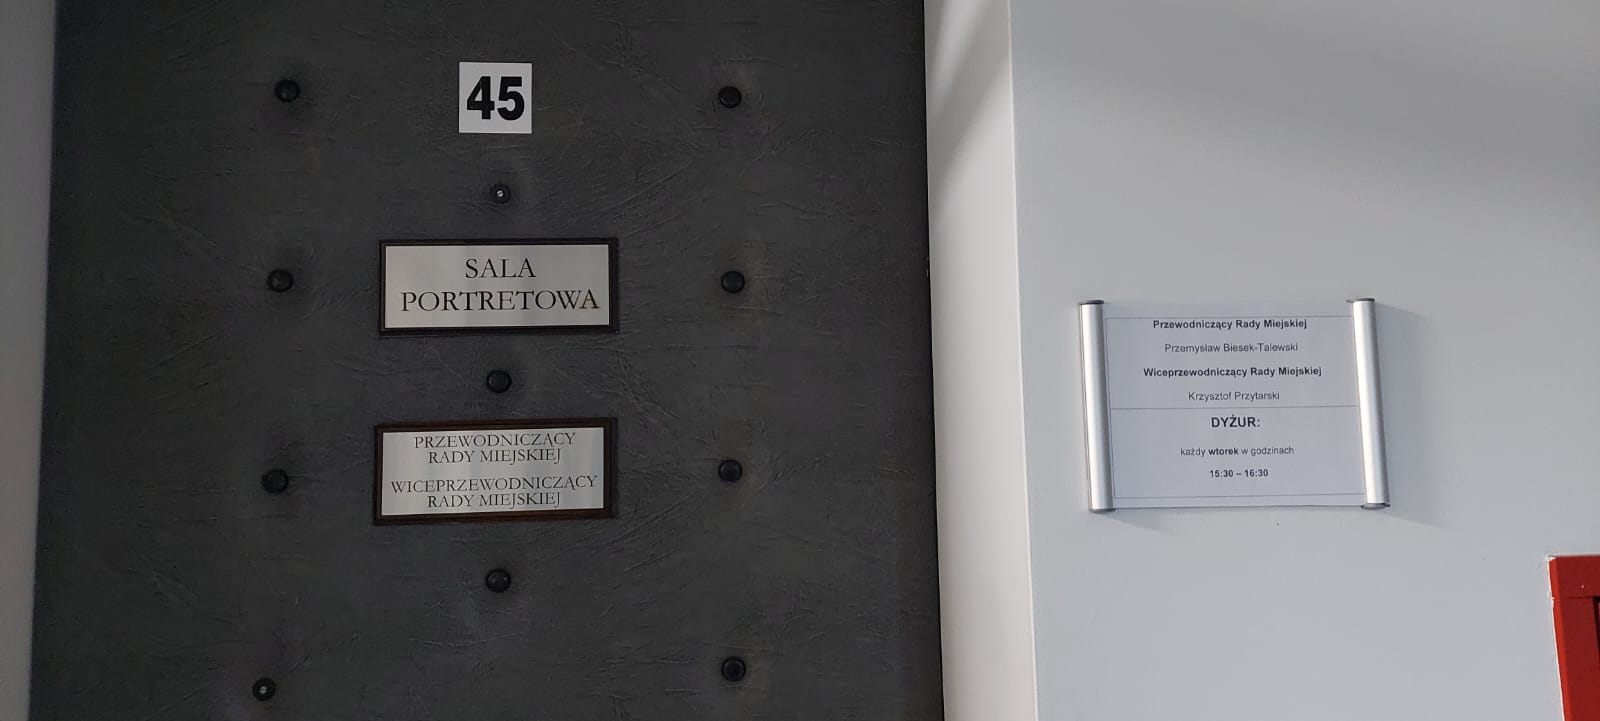 45
SALA
PORTRETOWA
PRZEWODNICZĄCY
RADY MIEJSKIEJ
WICEPRZEWODNICZĄCY
RADY MIEJSKIEJ
Przewodniczący Rady Miejskiej
Przemysław Biesek-Talewski
Wiceprzewodniczący Rady Miejskiej
Krzysztof Przytarski
DYŻUR:
każdy wtorek w godzinach
15:30 – 16:30